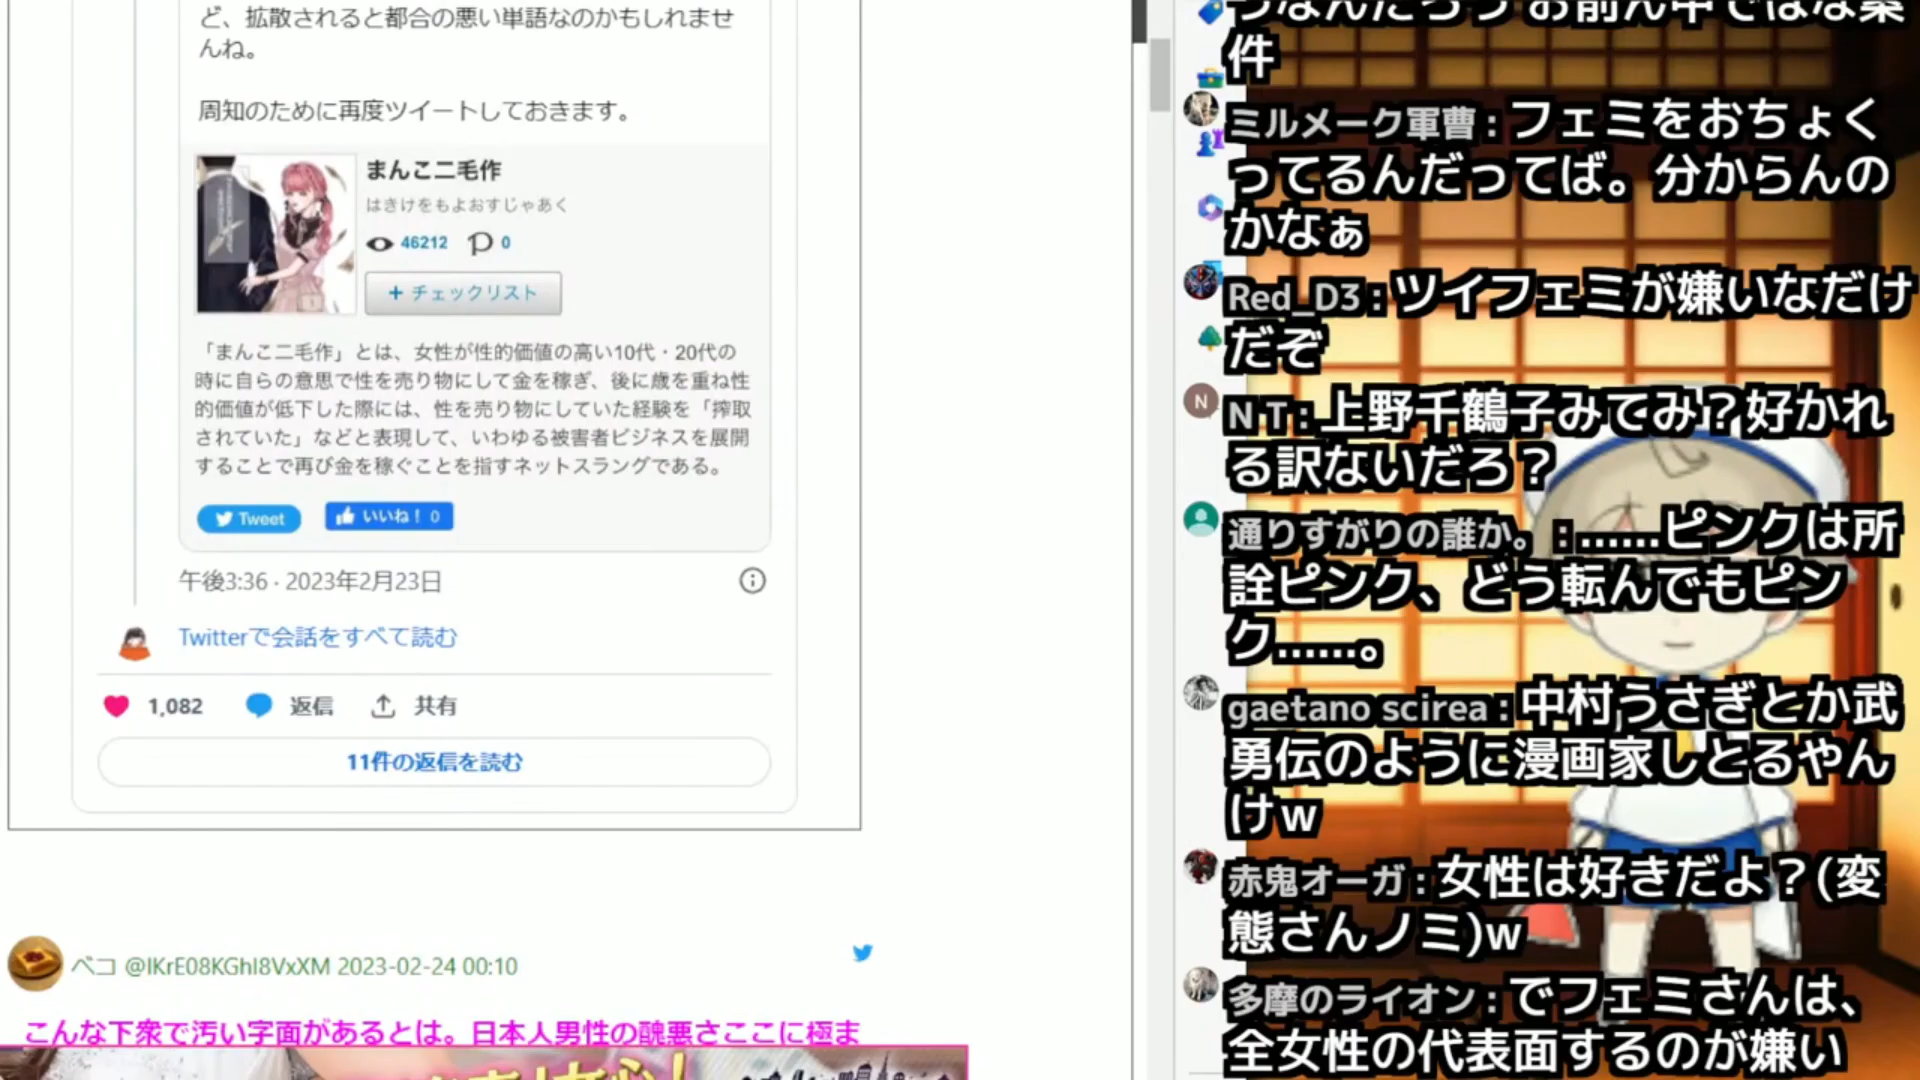 ど、拡散されると都合の悪い単語なのかもしれませ
んね。
周知のために再度ツイートしておきます。
まんこ二毛作
はきけをもよおすじゃあく
46212 0
+ チェックリスト
「まんこ二毛作」とは、女性が性的価値の高い10代・20代の
時に自らの意思で性を売り物にして金を稼ぎ、後に歳を重ね性
的価値が低下した際には、性を売り物にしていた経験を「搾取
されていた」などと表現して、いわゆる被害者ビジネスを展開
することで再び金を稼ぐことを指すネットスラングである。
Tweet いいね！ 0
午後3:36 · 2023年2月23日
Twitterで会話をすべて読む
1,082 返信 共有
11件の返信を読む
ベコ @IKrE08KGhl8VxXM 2023-02-24 00:10
こんな下衆で汚い字面があるとは。日本人男性の醜悪さここに極ま
うなんだろう お前ん中ではな案
件
ミルメーク軍曹 : フェミをおちょく
ってるんだってば。分からんの
かなぁ
Red_D3 : ツイフェミが嫌いなだけ
だぞ
N
N T : 上野千鶴子みてみ？好かれ
る訳ないだろ？
通りすがりの誰か。 : ……ピンクは所
詮ピンク、どう転んでもピン
ク……。
gaetano scirea : 中村うさぎとか武
勇伝のように漫画家しとるやん
けｗ
赤鬼オーガ : 女性は好きだよ？(変
態さんノミ)w
多摩のライオン : でフェミさんは、
全女性の代表面するのが嫌い